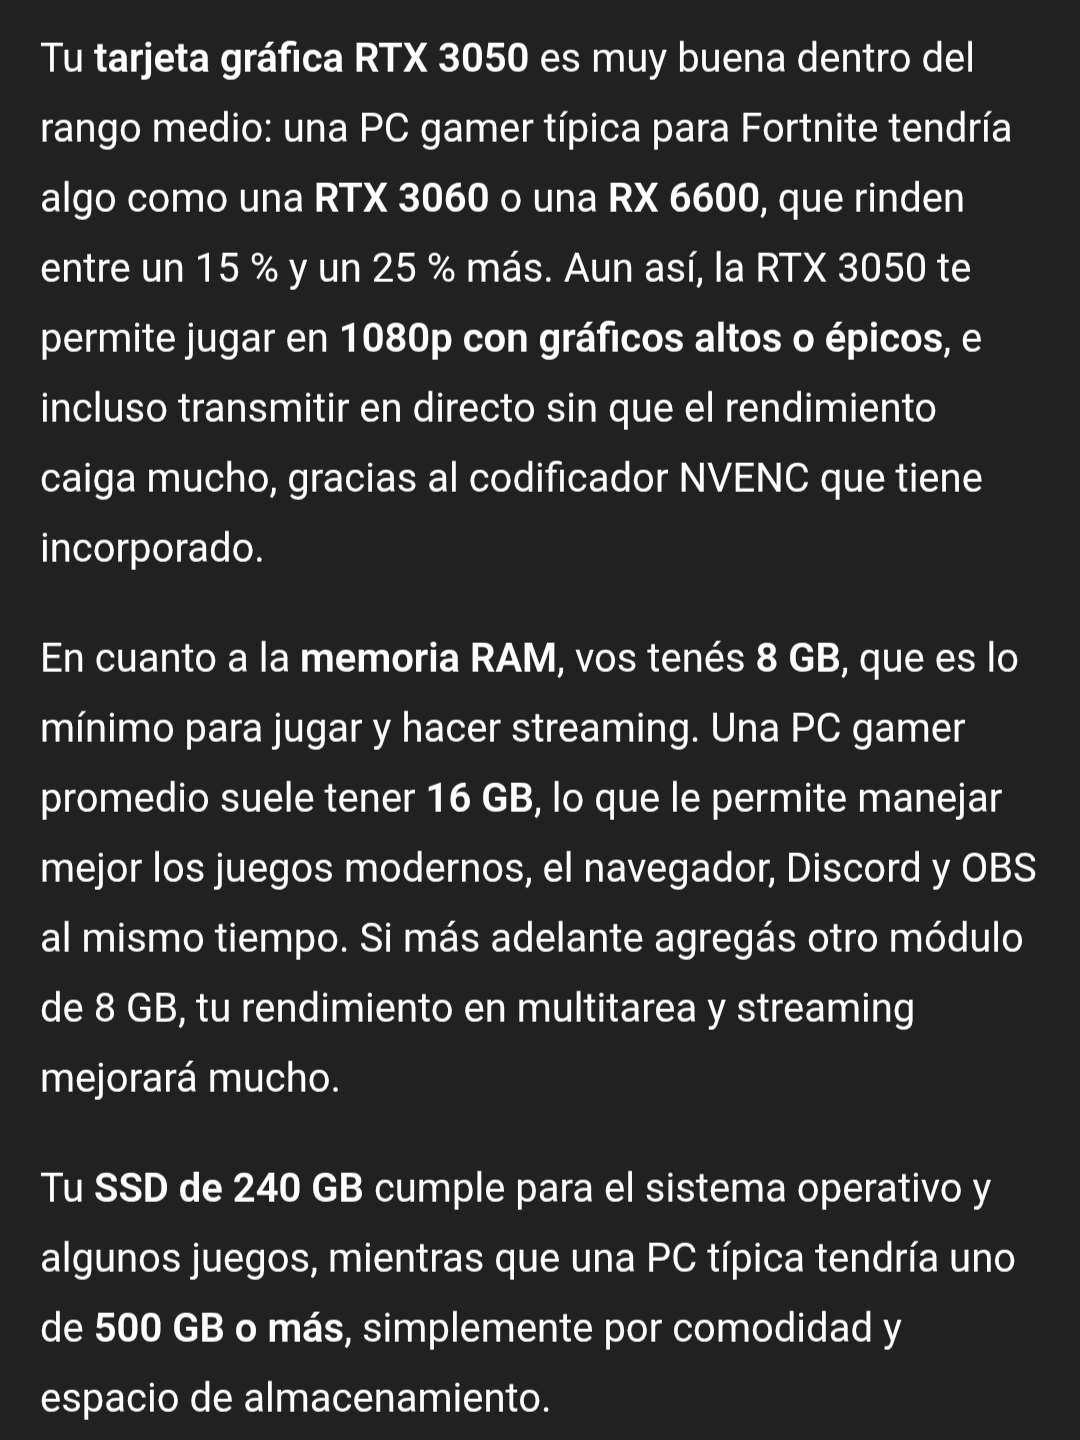 Tu tarjeta gráfica RTX 3050 es muy buena dentro del
rango medio: una PC gamer típica para Fortnite tendría
algo como una RTX 3060 o una RX 6600, que rinden
entre un 15 % y un 25 % más. Aun así, la RTX 3050 te
permite jugar en 1080p con gráficos altos o épicos, e
incluso transmitir en directo sin que el rendimiento
caiga mucho, gracias al codificador NVENC que tiene
incorporado.
En cuanto a la memoria RAM, vos tenés 8 GB, que es lo
mínimo para jugar y hacer streaming. Una PC gamer
promedio suele tener 16 GB, lo que le permite manejar
mejor los juegos modernos, el navegador, Discord y OBS
al mismo tiempo. Si más adelante agregás otro módulo
de 8 GB, tu rendimiento en multitarea y streaming
mejorará mucho.
Tu SSD de 240 GB cumple para el sistema operativo y
algunos juegos, mientras que una PC típica tendría uno
de 500 GB o más, simplemente por comodidad y
espacio de almacenamiento.